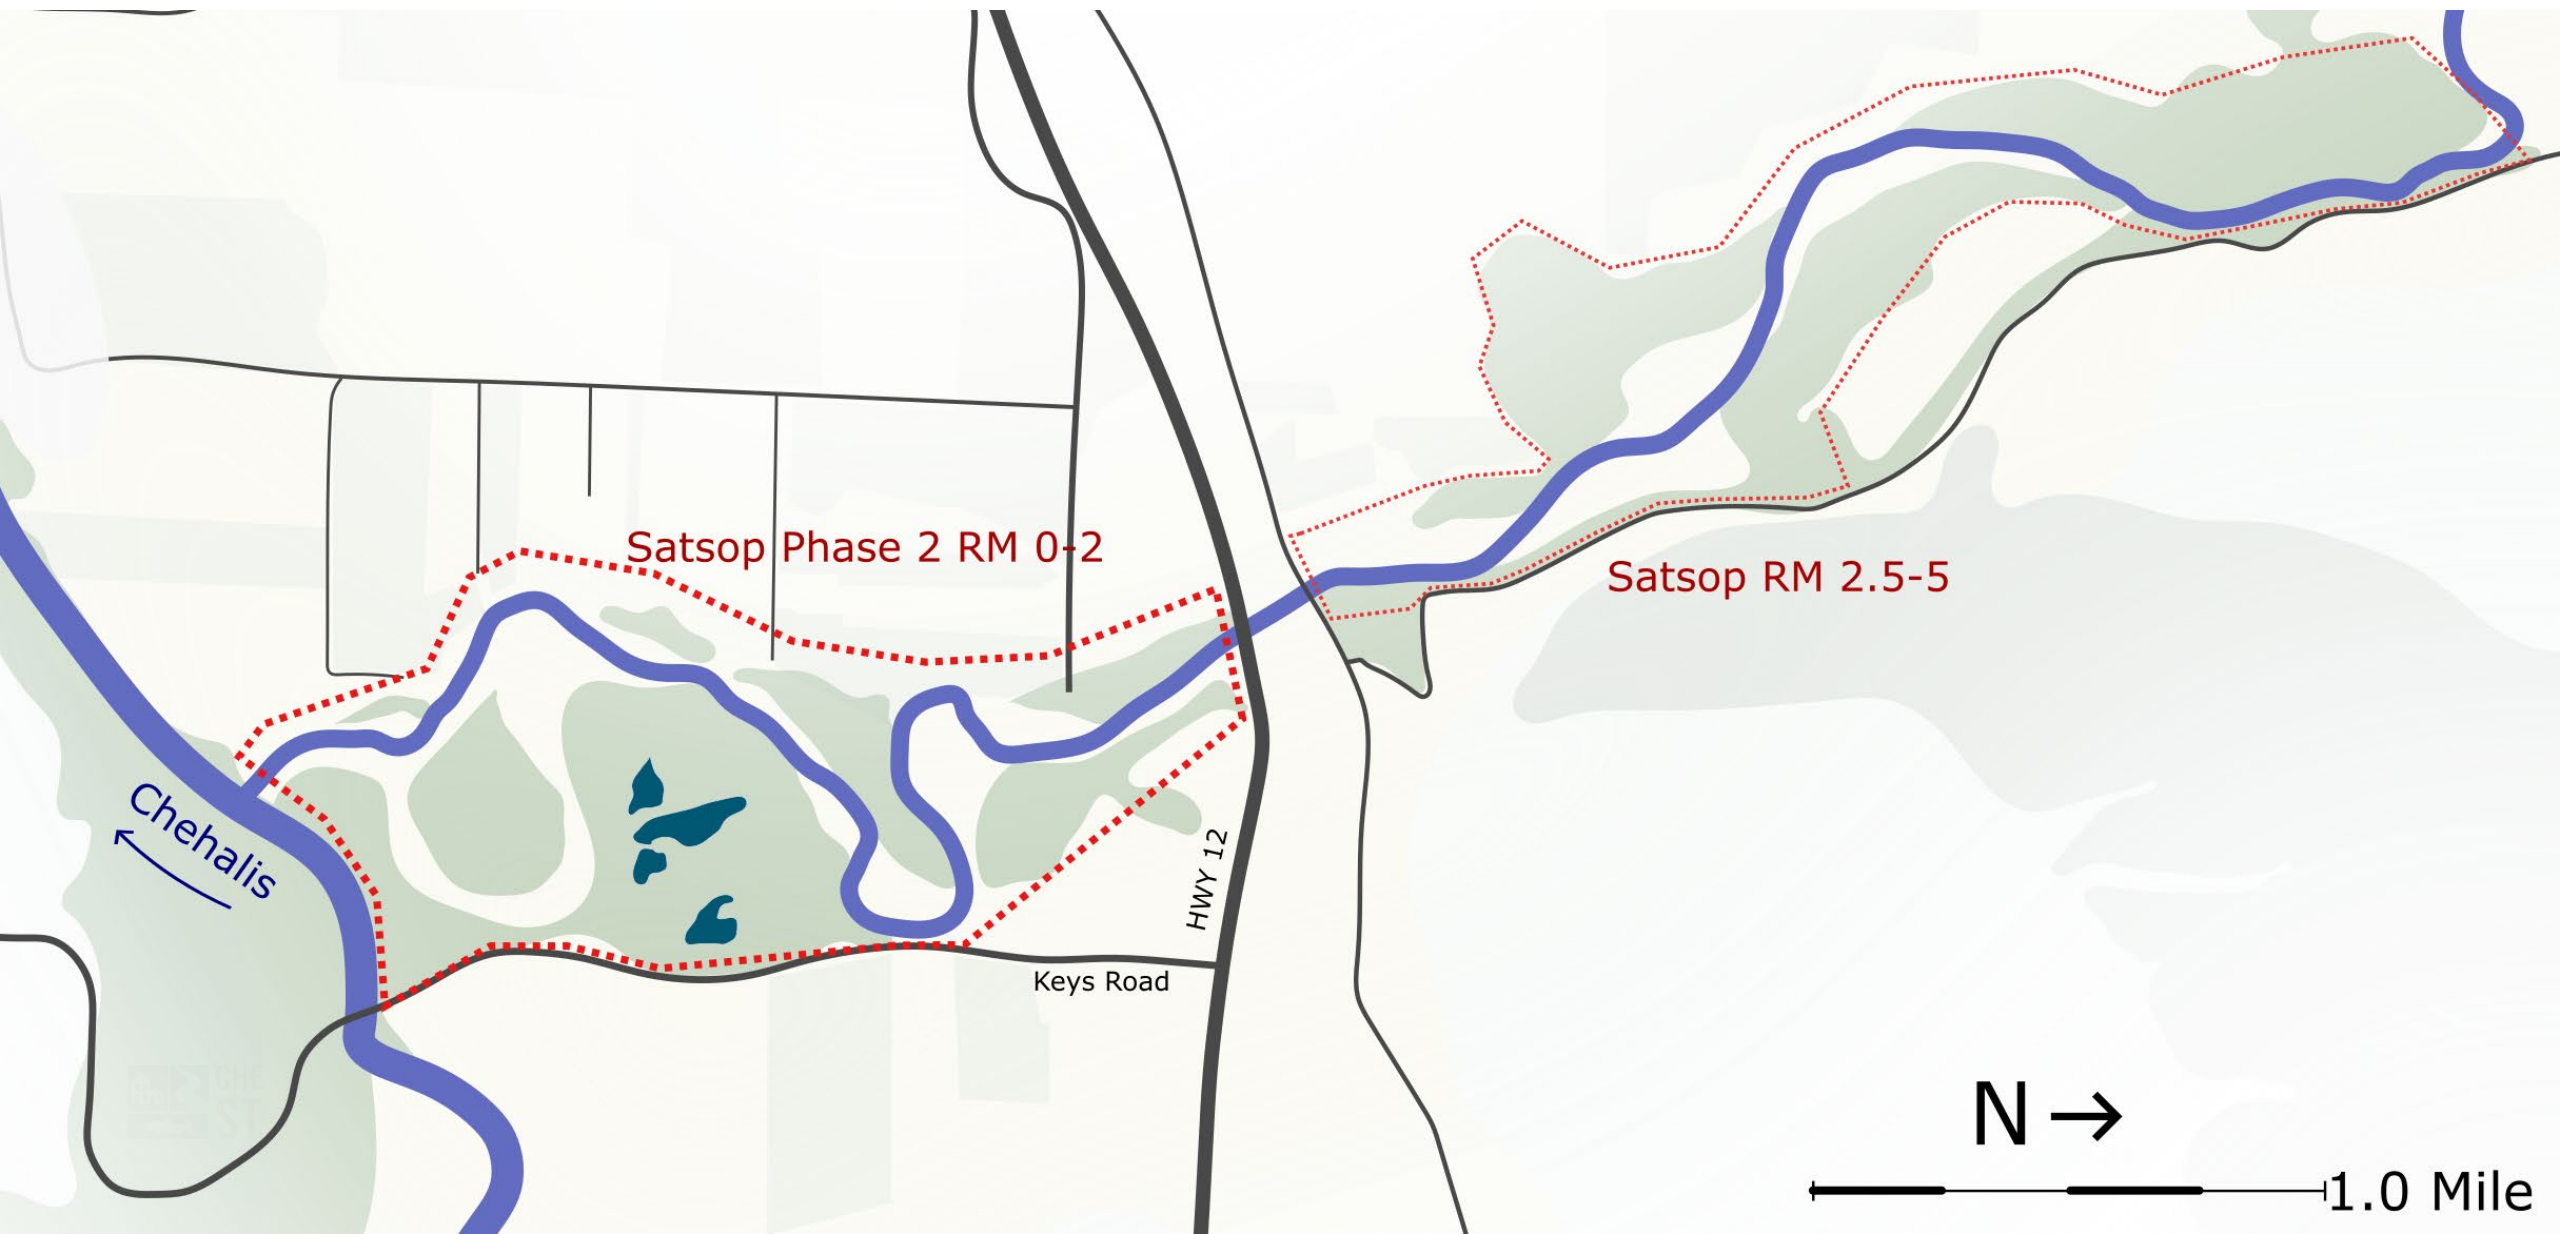 Satsop Phase 2 RM 0-2
Satsop RM 2.5-5
Chehalis
HWY 12
Keys Road
N
1.0 Mile